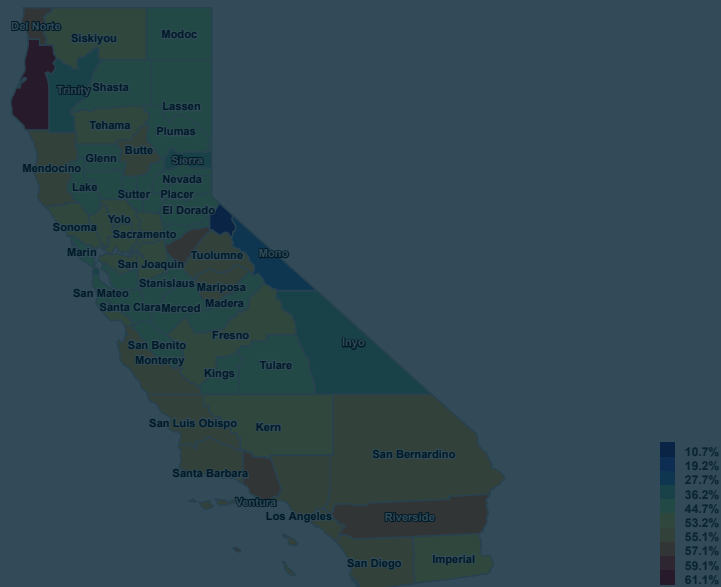 Del Norte
Siskiyou
Modoc
Trinity
Shasta
Lassen
Tehama
Plumas
Butte
Glenn
Sierra
Mendocino
Nevada
Lake
Sutter
Placer
El Dorado
Yolo
Sonoma
Sacramento
Marin
Tuolumne
Mono
San Joaquin
Stanislaus
Mariposa
San Mateo
Santa Clara
Merced
Madera
Fresno
San Benito
Inyo
Monterey
Kings
Tulare
San Luis Obispo
Kern
San Bernardino
Santa Barbara
Ventura
Los Angeles
Riverside
San Diego
Imperial
10.7%
19.2%
27.7%
36.2%
44.7%
53.2%
55.1%
57.1%
59.1%
61.1%